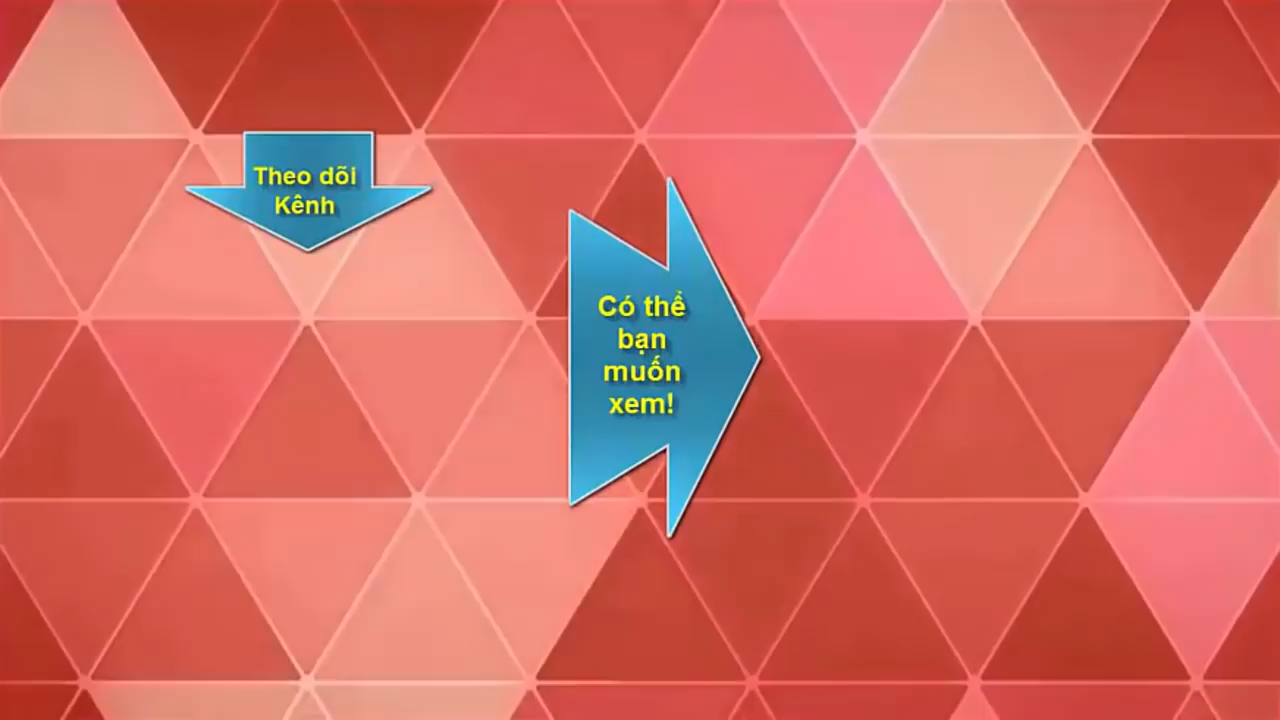 Theo dõi
Kênh
Có thể
bạn
muốn
xem!